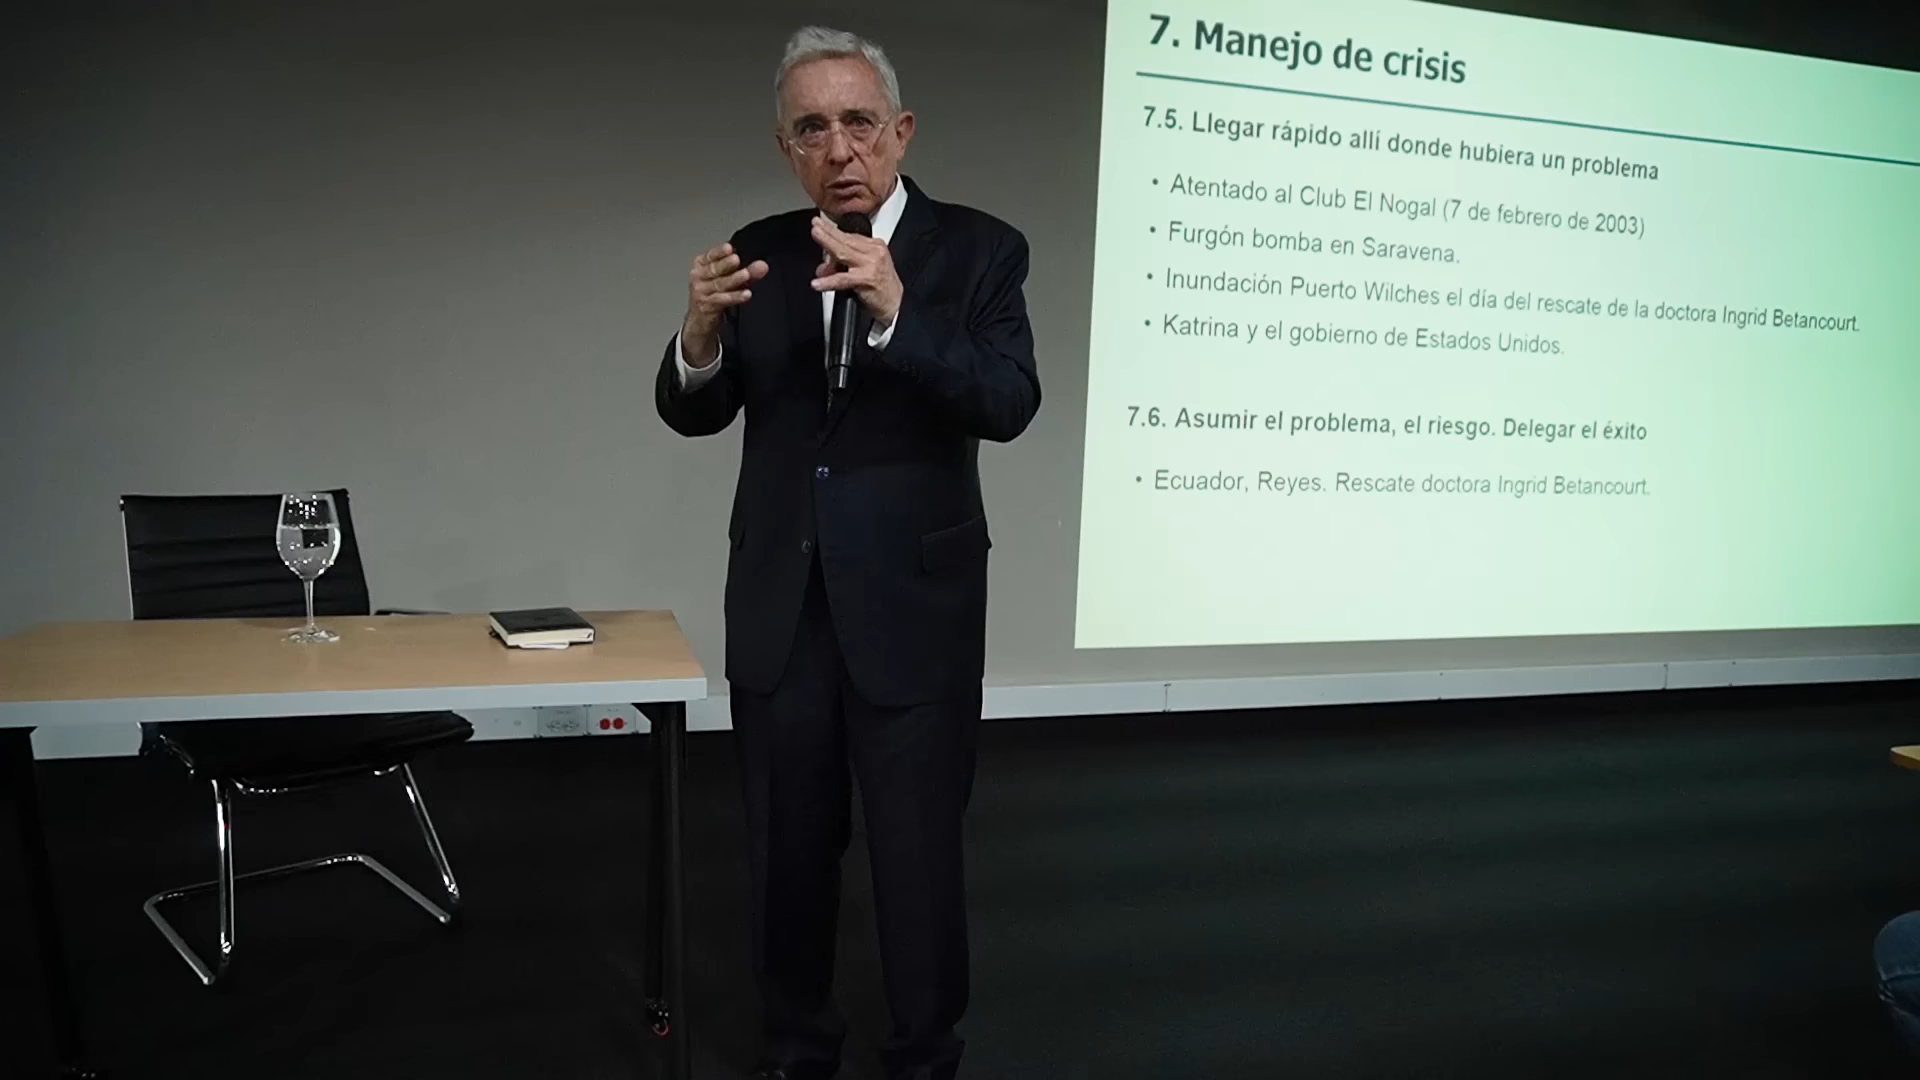 7. Manejo de crisis
7.5. Llegar rápido allí donde hubiera un problema
• Atentado al Club El Nogal (7 de febrero de 2003)
• Furgón bomba en Saravena.
• Inundación Puerto Wilches el día del rescate de la doctora Ingrid Betancourt.
• Katrina y el gobierno de Estados Unidos.
7.6. Asumir el problema, el riesgo. Delegar el éxito
• Ecuador, Reyes. Rescate doctora Ingrid Betancourt.